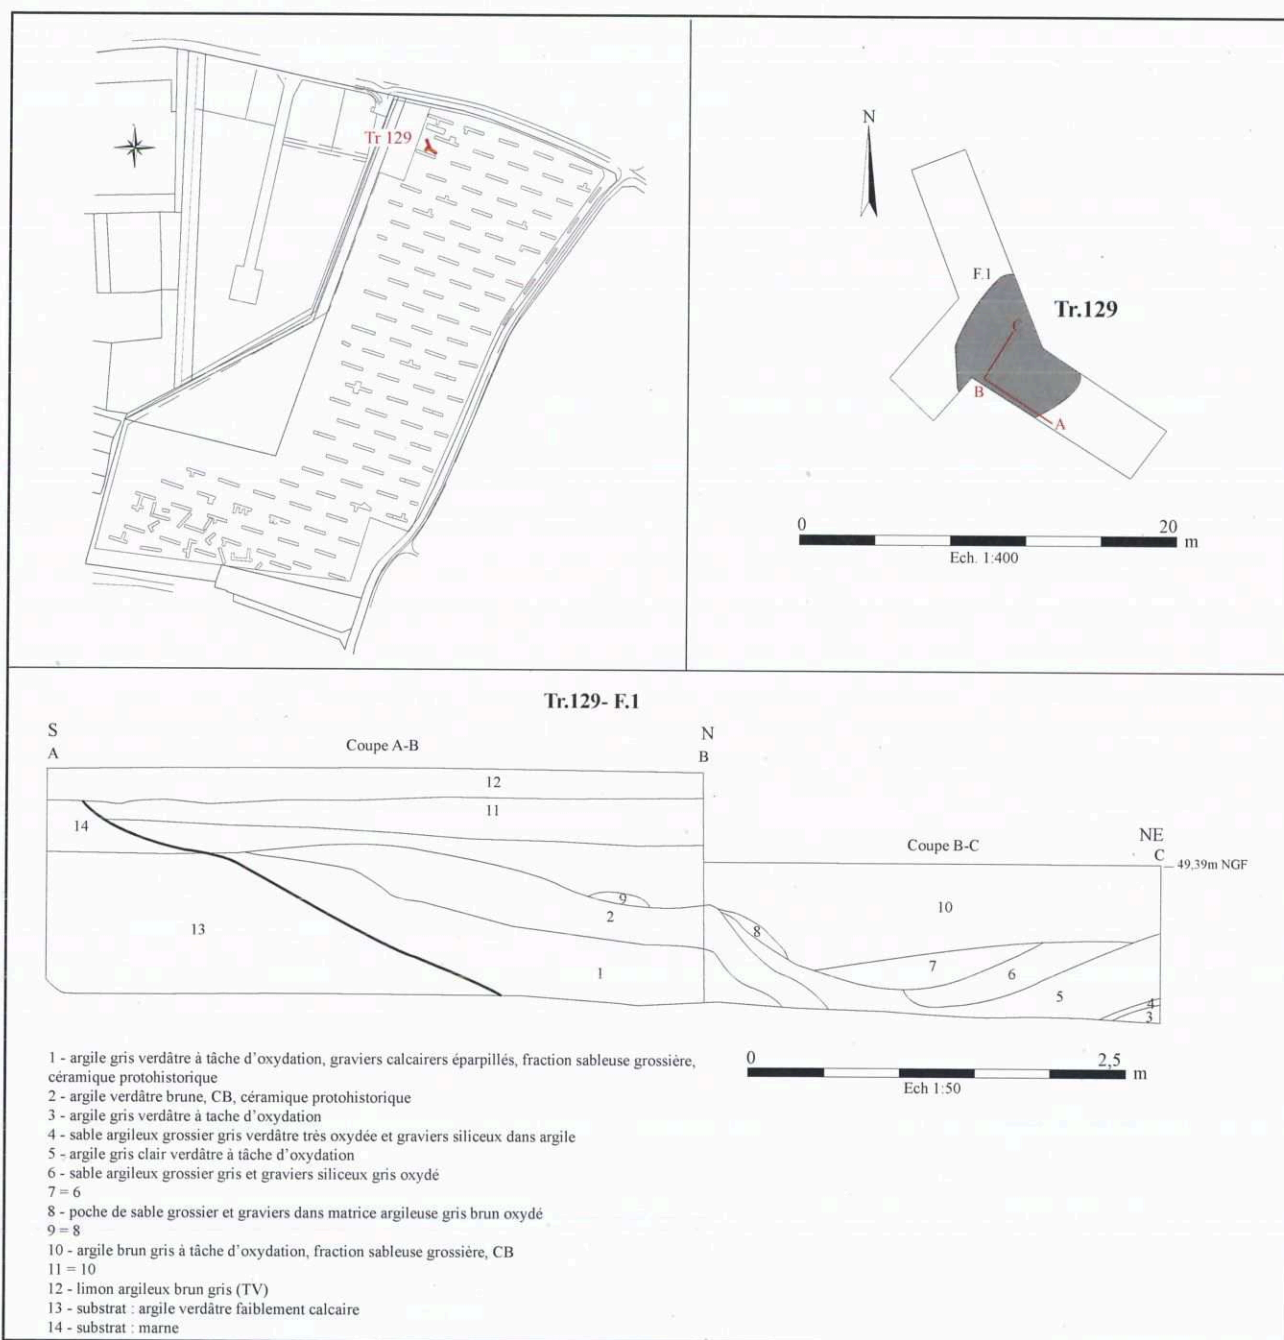 Tr 129
N
F.1
Tr.129
C
B
A
0 20 m
Ech. 1:400
Tr.129- F.1
S N
A Coupe A-B B
12
11
14
Coupe B-C
NE
C
49,39m NGF
9
2
10
8
13
7
6
1
5
4
3
1 - argile gris verdâtre à tâche d'oxydation, graviers calcairers éparpillés, fraction sableuse grossière,
céramique protohistorique
2 - argile verdâtre brune, CB, céramique protohistorique
3 - argile gris verdâtre à tache d'oxydation
4 - sable argileux grossier gris verdâtre très oxydée et graviers siliceux dans argile
5 - argile gris clair verdâtre à tâche d'oxydation
6 - sable argileux grossier gris et graviers siliceux gris oxydé
7 = 6
8 - poche de sable grossier et graviers dans matrice argileuse gris brun oxydé
9 = 8
10 - argile brun gris à tâche d'oxydation, fraction sableuse grossière, CB
11 = 10
12 - limon argileux brun gris (TV)
13 - substrat : argile verdâtre faiblement calcaire
14 - substrat : marne
0 2,5 m
Ech 1:50